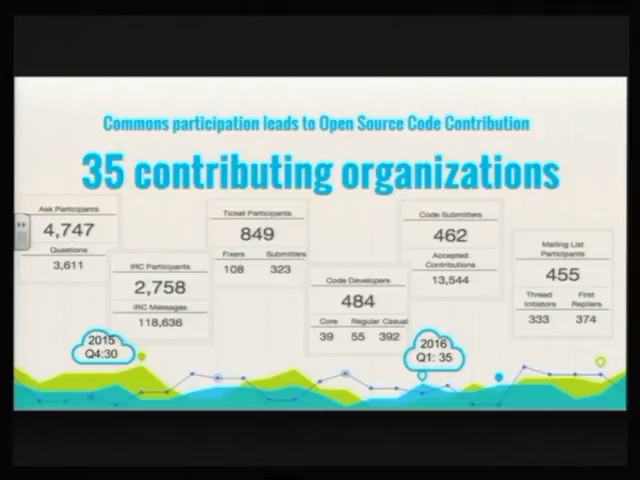 Commons participation leads to Open Source Code Contribution
35 contributing organizations
Ask Participants
4,747
Questions
3,611
IRC Participants
2,758
IRC Messages
118,636
Ticket Participants
849
Fixers Submitters
108 323
Code Developers
484
Core Regular Casual
39 55 392
Code Submitters
462
Accepted
Contributions
13,544
Mailing List
Participants
455
Thread First
Initiators Repliers
333 374
2015
Q4:30
2016
Q1: 35